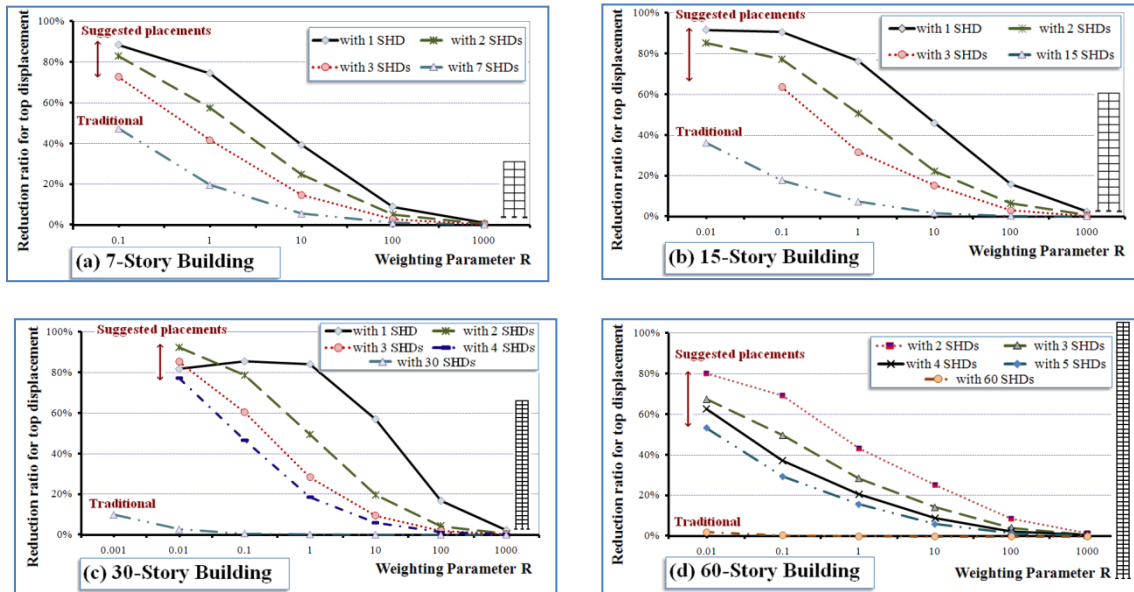 Reduction ratio for top displacement
100%
80%
60%
40%
20%
0%
Suggested placements
Traditional
with 1 SHD
with 2 SHDs
with 3 SHDs
with 7 SHDs
0.1 1 10 100 1000
(a) 7-Story Building
Weighting Parameter R
Reduction ratio for top displacement
100%
80%
60%
40%
20%
0%
Suggested placements
Traditional
with 1 SHD
with 2 SHDs
with 3 SHDs
with 15 SHDs
0.01 0.1 1 10 100 1000
(b) 15-Story Building
Weighting Parameter R
Reduction ratio for top displacement
100%
80%
60%
40%
20%
0%
Suggested placements
Traditional
with 1 SHD
with 2 SHDs
with 3 SHDs
with 4 SHDs
with 30 SHDs
0.001 0.01 0.1 1 10 100 1000
(c) 30-Story Building
Weighting Parameter R
Reduction ratio for top displacement
100%
80%
60%
40%
20%
0%
Suggested placements
Traditional
with 2 SHDs
with 3 SHDs
with 4 SHDs
with 5 SHDs
with 60 SHDs
0.01 0.1 1 10 100 1000
(d) 60-Story Building
Weighting Parameter R